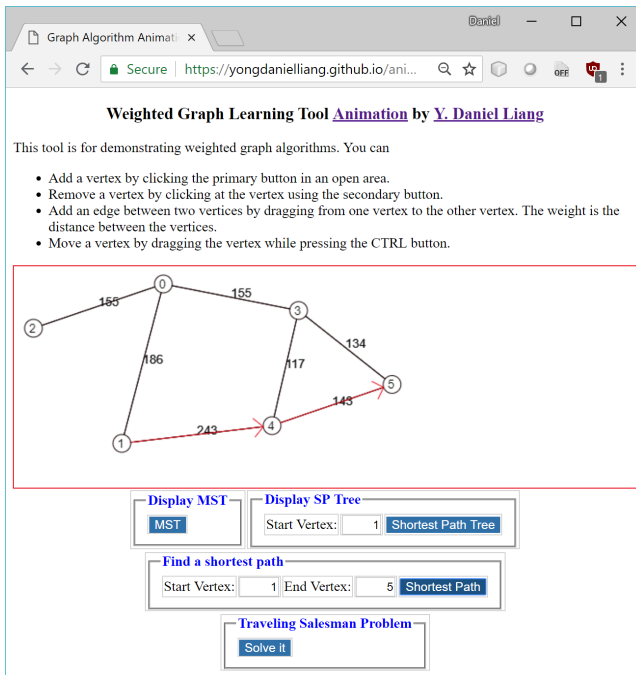 Daniel
Graph Algorithm Animati
Secure https://yongdanielliang.github.io/ani...
OFF
1
Weighted Graph Learning Tool Animation by Y. Daniel Liang
This tool is for demonstrating weighted graph algorithms. You can
• Add a vertex by clicking the primary button in an open area.
• Remove a vertex by clicking at the vertex using the secondary button.
• Add an edge between two vertices by dragging from one vertex to the other vertex. The weight is the
distance between the vertices.
• Move a vertex by dragging the vertex while pressing the CTRL button.
0
155
155
3
2
134
186
117
5
143
243
4
1
Display MST
MST
Display SP Tree
Start Vertex: 1 Shortest Path Tree
Find a shortest path
Start Vertex: 1 End Vertex: 5 Shortest Path
Traveling Salesman Problem
Solve it